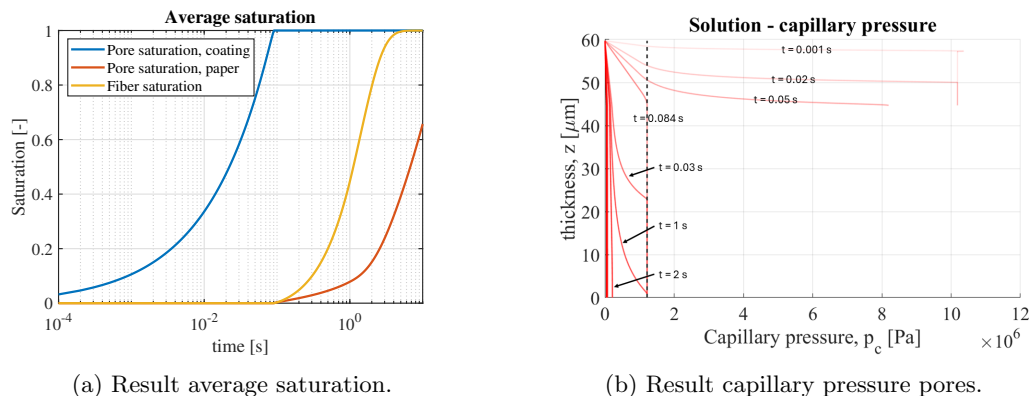 Average saturation
Pore saturation, coating
Pore saturation, paper
Fiber saturation
Saturation [-]
1
0.8
0.6
0.4
0.2
0
10^-4
10^-2
10^0
time [s]
(a) Result average saturation.
Solution - capillary pressure
thickness, z [μm]
60
50
40
30
20
10
0
t = 0.001 s
t = 0.02 s
t = 0.05 s
t = 0.084 s
t = 0.03 s
t = 1 s
t = 2 s
0 2 4 6 8 10 12
Capillary pressure, p_c [Pa]
×10^6
(b) Result capillary pressure pores.